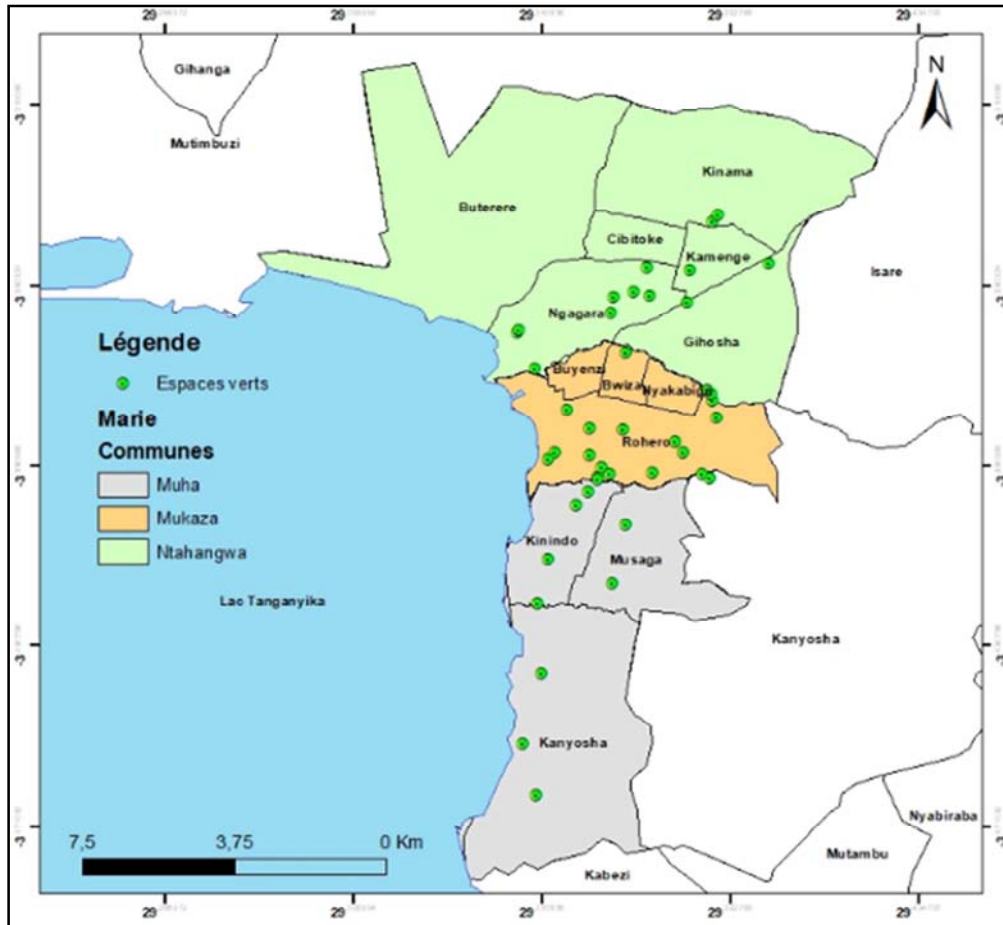 29 29 29 29 29
N
Gihanga
Mutimbuzi
Kinama
Buterere
Cibitoke
Kamenge
Isare
Ngagara
Gihosha
Légende
Espaces verts
Buyenzi
Bwiza
Nyakabiga
Marie
Communes
Rohero
Muha
Mukaza
Kinindo
Musaga
Ntahangwa
Lac Tanganyika
Kanyosha
Kanyosha
Nyabiraba
7,5 3,75 0 Km
Mutambu
Kabezi
29 29 29 29 29